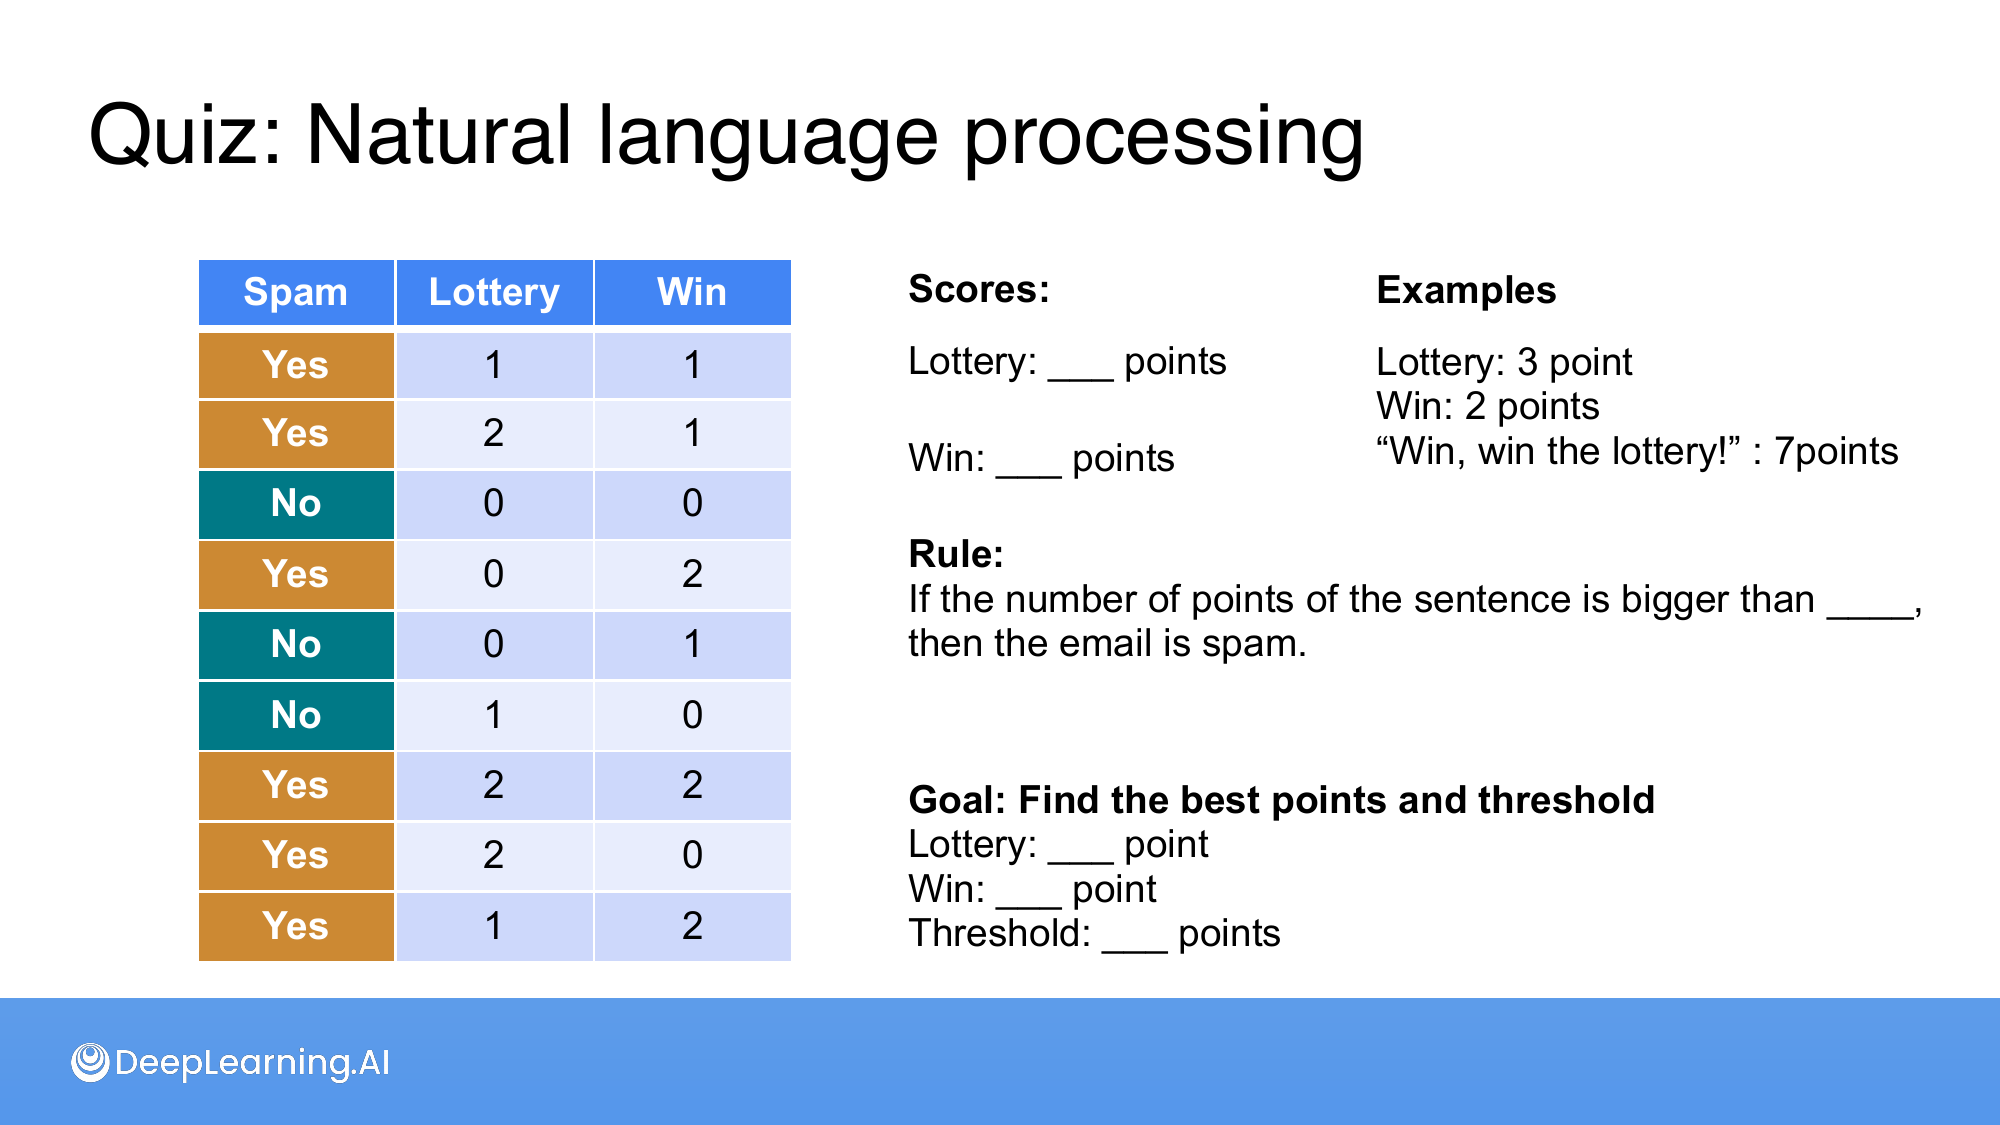 Quiz: Natural language processing
Spam Lottery Win
Yes 1 1
Yes 2 1
No 0 0
Yes 0 2
No 0 1
No 1 0
Yes 2 2
Yes 2 0
Yes 1 2
Scores:
Lottery: ___ points
Win: ___ points
Examples
Lottery: 3 point
Win: 2 points
“Win, win the lottery!” : 7points
Rule:
If the number of points of the sentence is bigger than ____,
then the email is spam.
Goal: Find the best points and threshold
Lottery: ___ point
Win: ___ point
Threshold: ___ points
DeepLearning.AI